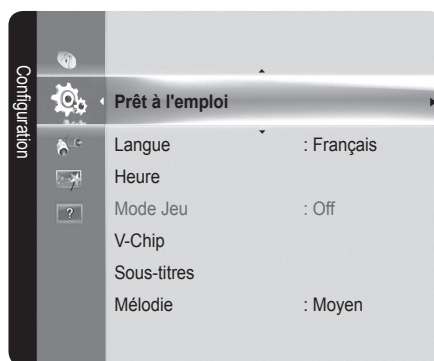 Configuration
Prêt à l'emploi
Langue : Français
Heure
Mode Jeu : Off
V-Chip
Sous-titres
Mélodie : Moyen
?